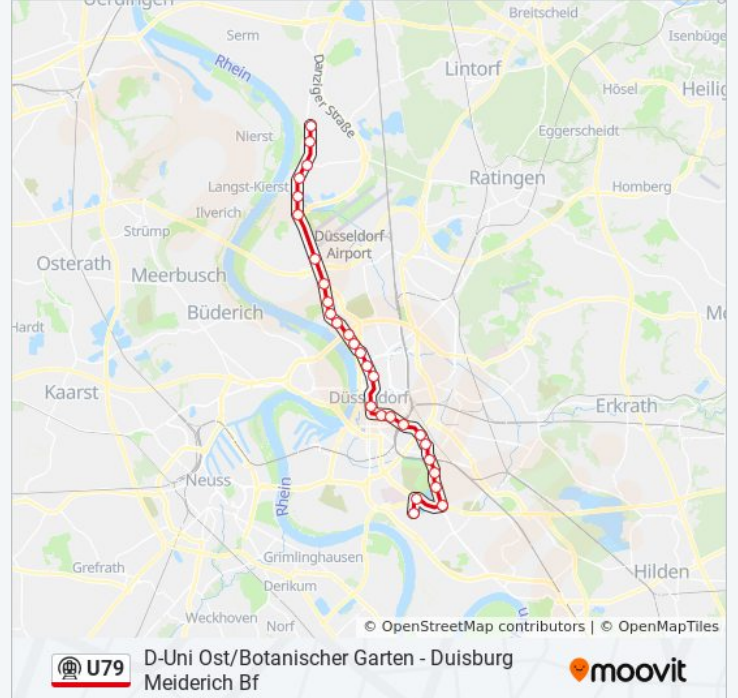 Uerdingen
Breitscheid
Serm
Isenbüge
Rhein
Danziger Straße
Lintorf
Hösel
Heilig
Nierst
Eggerscheidt
Langst-Kierst
Ratingen
Homberg
Ilverich
Strümp
Düsseldorf
Airport
Osterath
Meerbusch
Büderich
Me
Hardt
Kaarst
Düsseldorf
Erkrath
Neuss
Rhein
Grimlinghausen
Grefrath
Derikum
Hilden
Weckhoven
Norf
© OpenStreetMap contributors | © OpenMapTiles
U79
D-Uni Ost/Botanischer Garten - Duisburg
Meiderich Bf
moovit